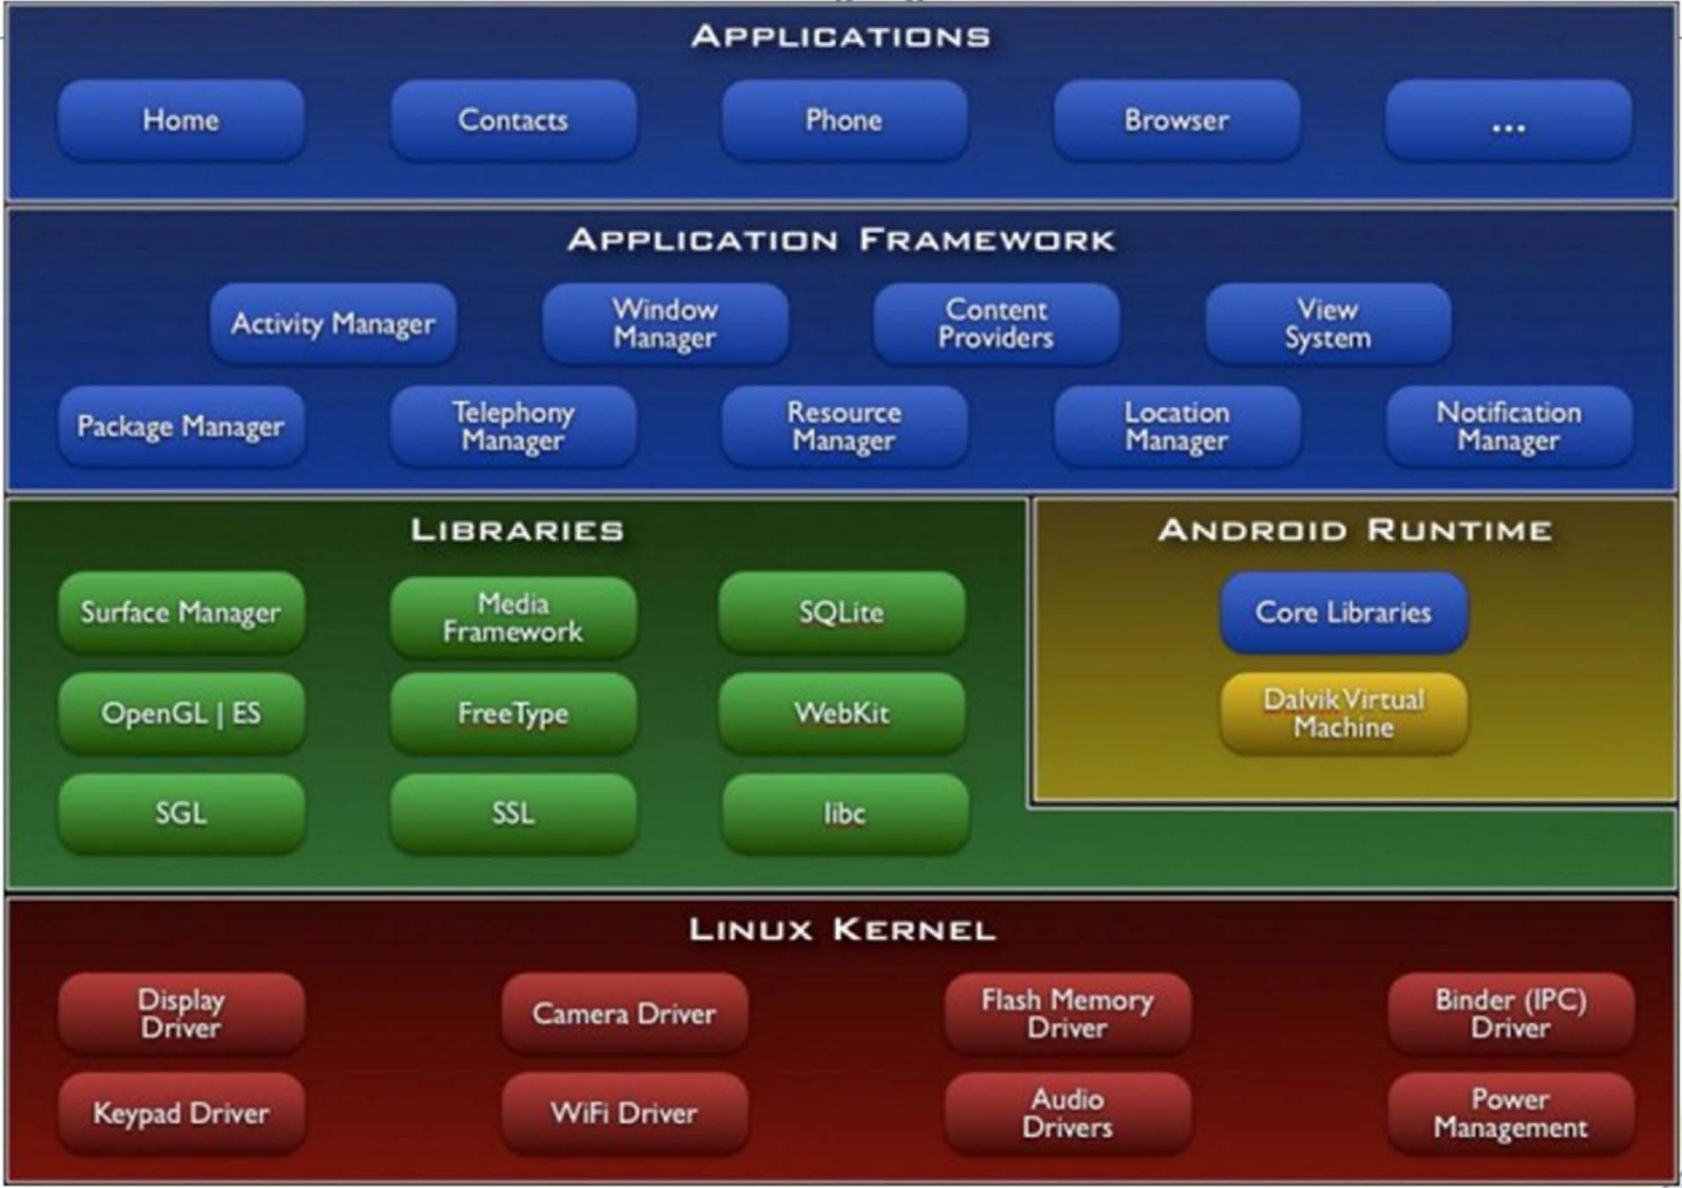 APPLICATIONS
Home
Contacts
Phone
Browser
...
APPLICATION FRAMEWORK
Activity Manager
Window
Manager
Content
Providers
View
System
Package Manager
Telephony
Manager
Resource
Manager
Location
Manager
Notification
Manager
LIBRARIES
Surface Manager
Media
Framework
SQLite
OpenGL | ES
FreeType
WebKit
SGL
SSL
libc
ANDROID RUNTIME
Core Libraries
Dalvik Virtual
Machine
LINUX KERNEL
Display
Driver
Camera Driver
Flash Memory
Driver
Binder (IPC)
Driver
Keypad Driver
WiFi Driver
Audio
Drivers
Power
Management